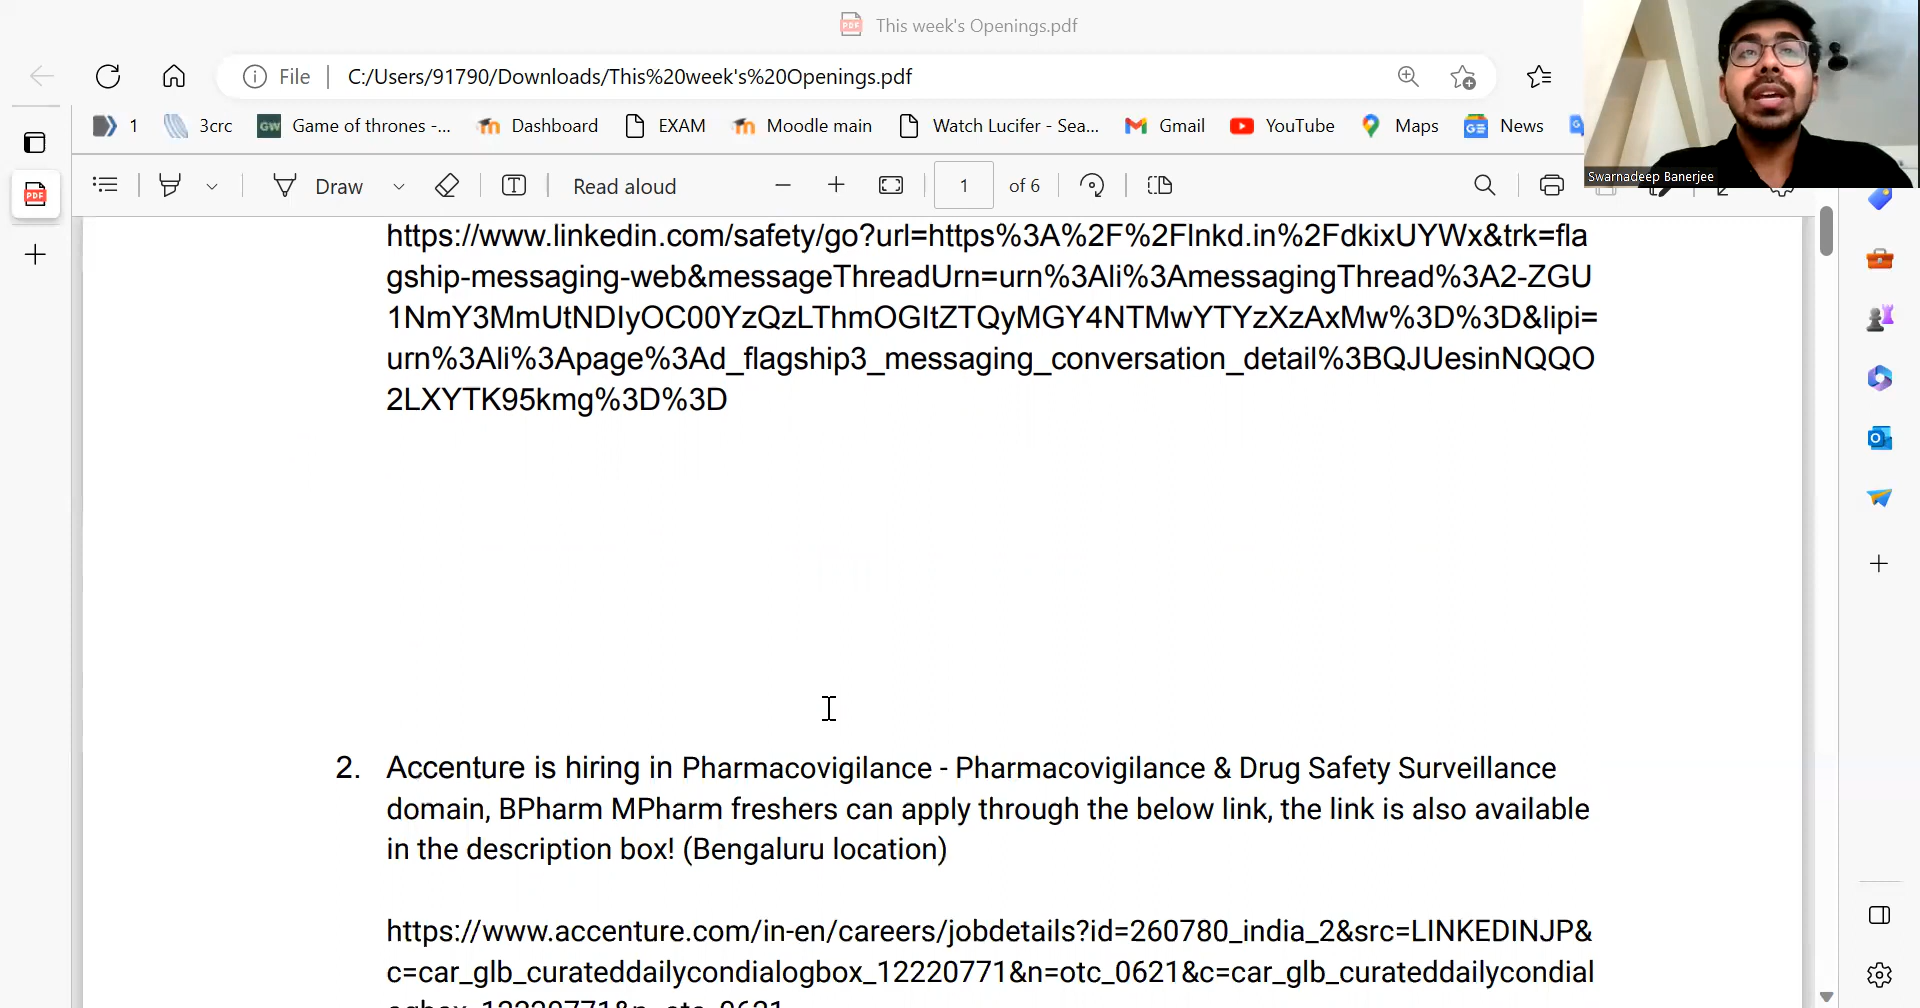 This week's Openings.pdf
File
C:/Users/91790/Downloads/This%20week's%20Openings.pdf
1
3crc
GW
Game of thrones -...
Dashboard
EXAM
Moodle main
Watch Lucifer - Sea...
Gmail
YouTube
Maps
News
Draw
Read aloud
1
of 6
Swarnadeep Banerjee
https://www.linkedin.com/safety/go?url=https%3A%2F%2Flnkd.in%2FdkixUYWx&trk=fla
gship-messaging-web&messageThreadUrn=urn%3Ali%3AmessagingThread%3A2-ZGU
1NmY3MmUtNDIyOC00YzQzLThmOGItZTQyMGY4NTMwYTYzXzAxMw%3D%3D&lipi=
urn%3Ali%3Apage%3Ad_flagship3_messaging_conversation_detail%3BQJUesinNQQO
2LXYTK95kmg%3D%3D
2. Accenture is hiring in Pharmacovigilance - Pharmacovigilance & Drug Safety Surveillance
domain, BPharm MPharm freshers can apply through the below link, the link is also available
in the description box! (Bengaluru location)
https://www.accenture.com/in-en/careers/jobdetails?id=260780_india_2&src=LINKEDINJP&
c=car_glb_curateddailycondialogbox_12220771&n=otc_0621&c=car_glb_curateddailycondial
ogbox_12220771&n=otc_0621